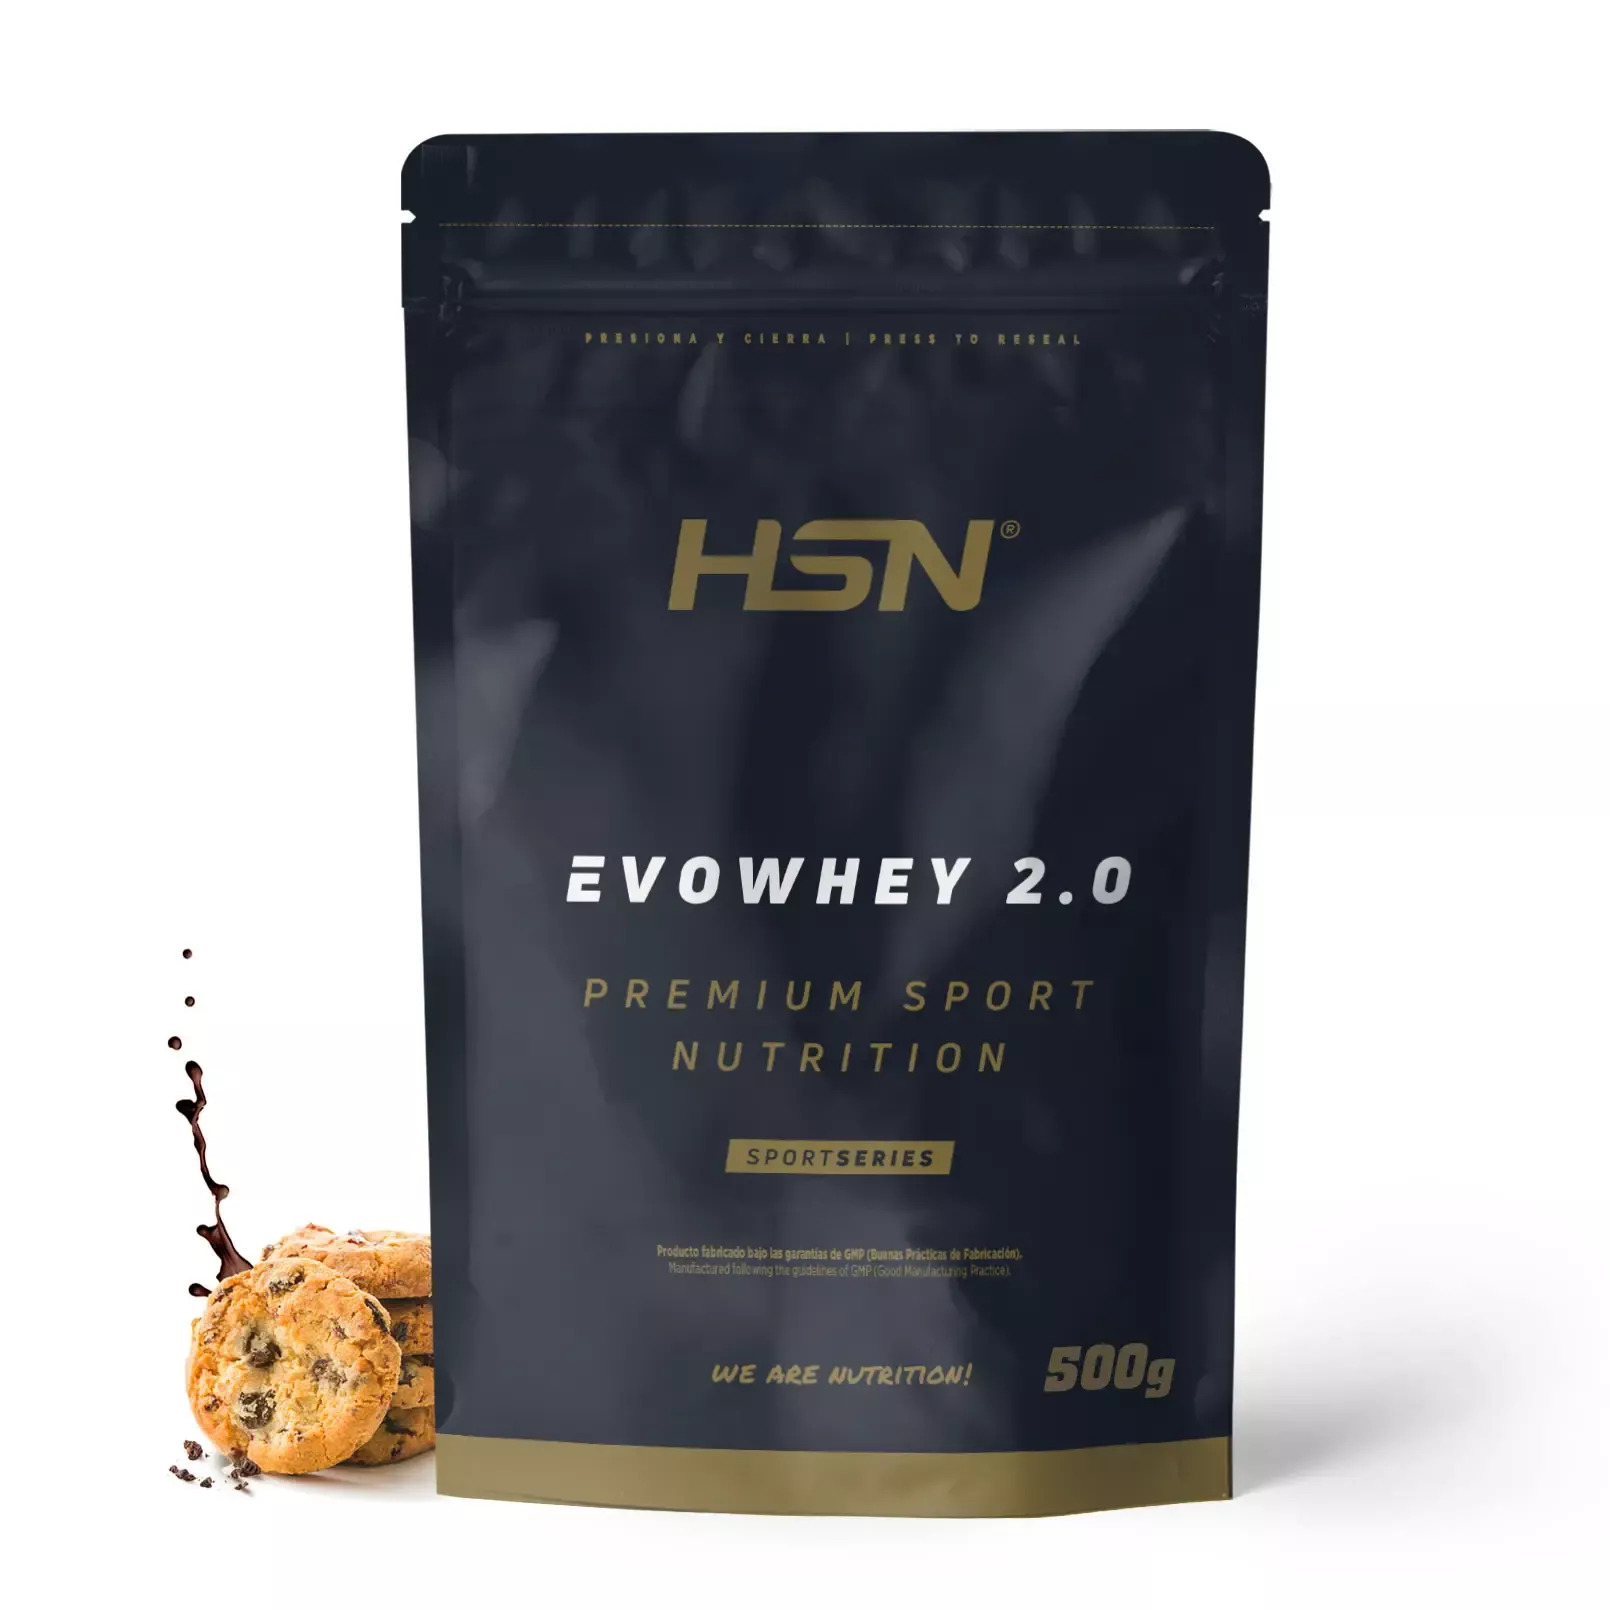 PRESIONA Y CIERRA | PRESS TO RESEAL
HSN®
EVOWHEY 2.0
PREMIUM SPORT
NUTRITION
SPORTSERIES
Producto fabricado bajo las garantías de GMP (Buenas Prácticas de Fabricación).
Manufactured following the guidelines of GMP (Good Manufacturing Practice).
WE ARE NUTRITION!
500g